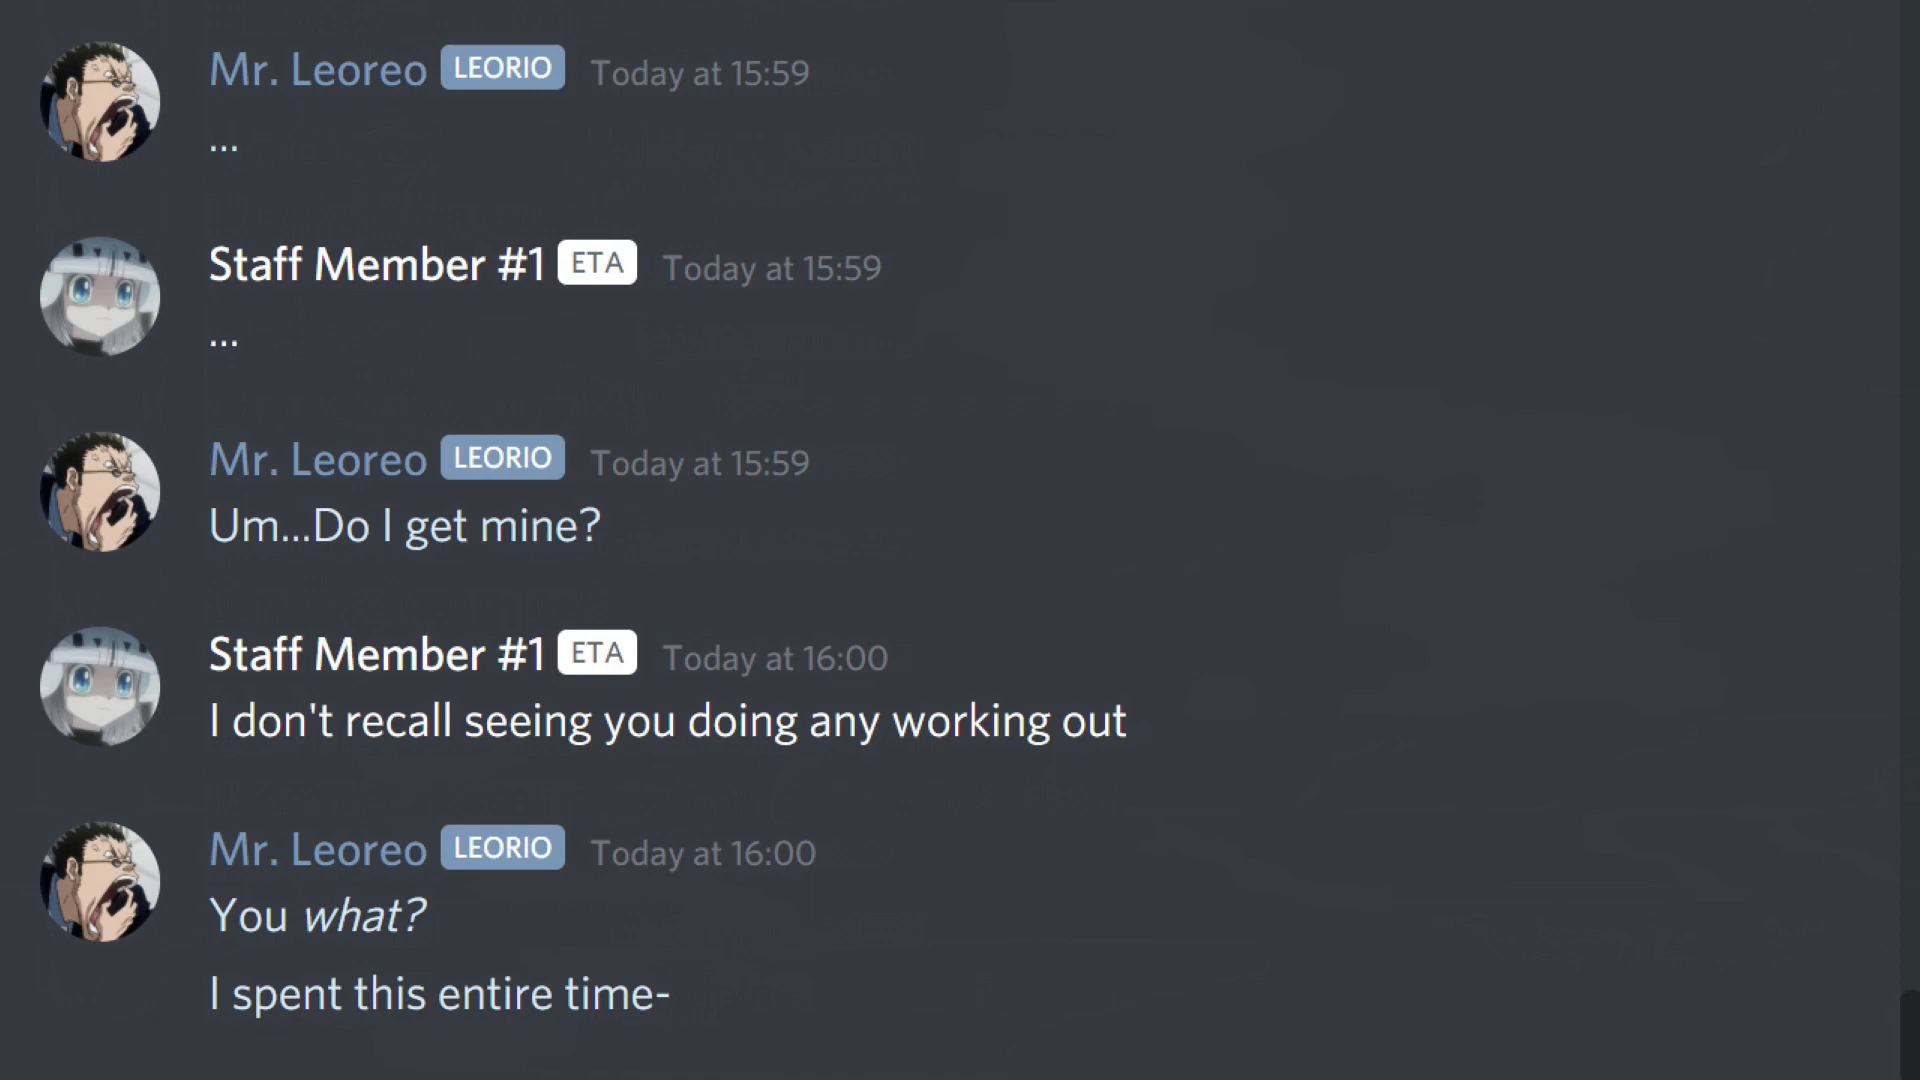 Mr. Leoreo LEORIO Today at 15:59
...
Staff Member #1 ETA Today at 15:59
...
Mr. Leoreo LEORIO Today at 15:59
Um...Do I get mine?
Staff Member #1 ETA Today at 16:00
I don't recall seeing you doing any working out
Mr. Leoreo LEORIO Today at 16:00
You what?
I spent this entire time-